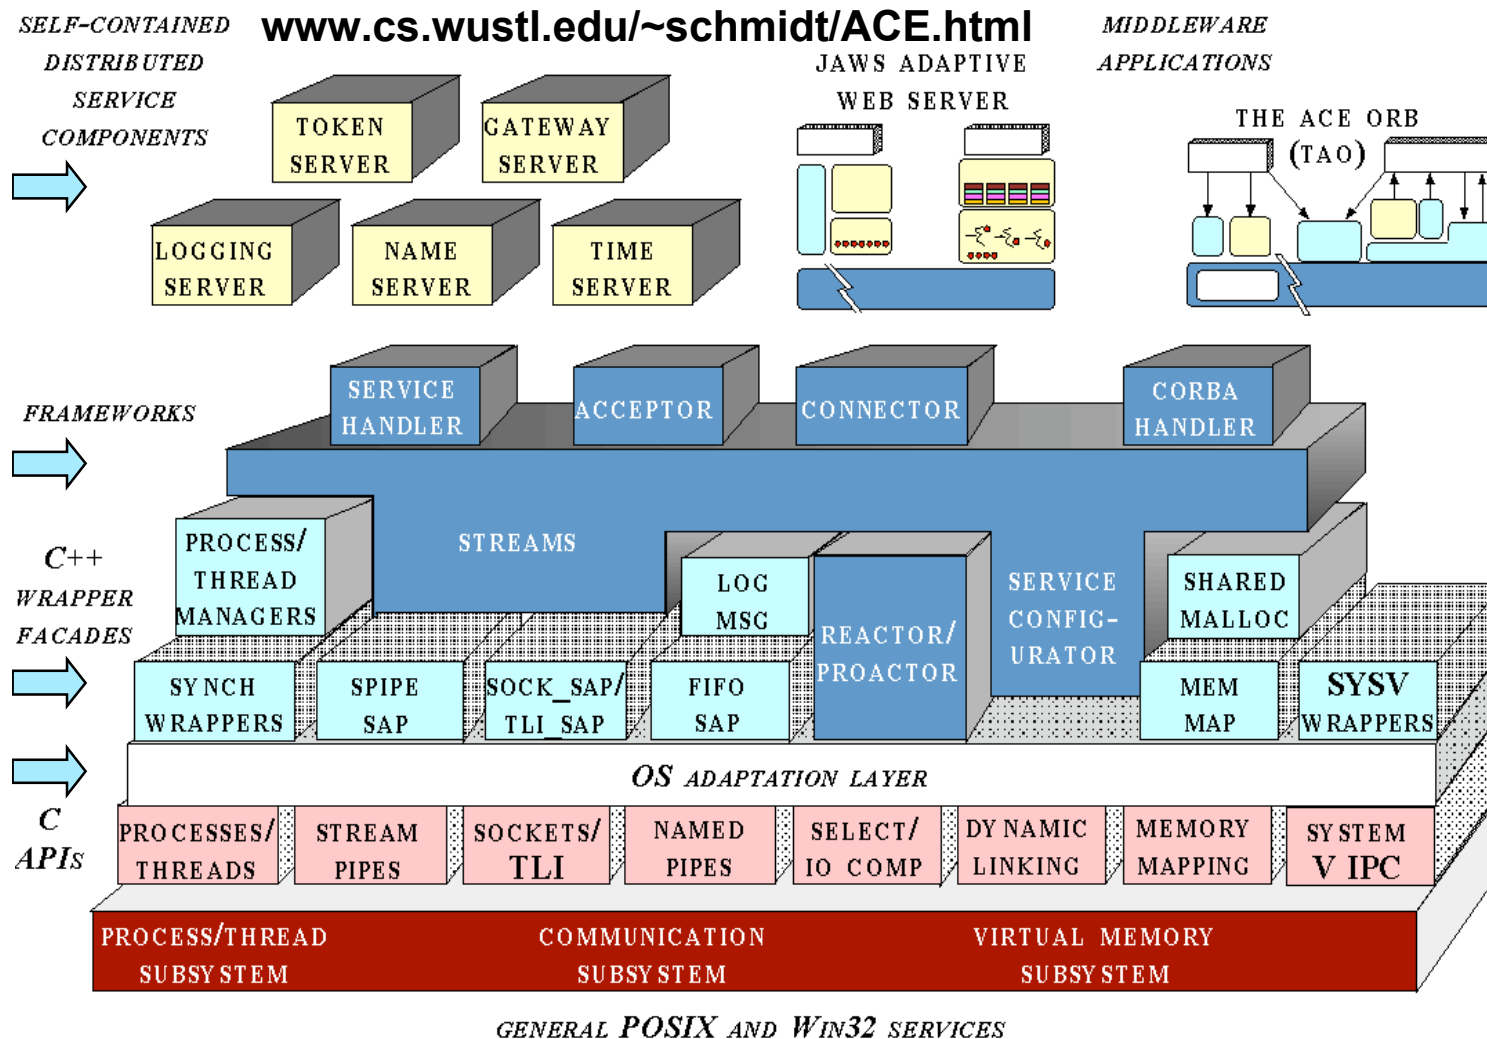 www.cs.wustl.edu/~schmidt/ACE.html
SELF-CONTAINED
DISTRIBUTED
SERVICE
COMPONENTS
TOKEN
SERVER
GATEWAY
SERVER
LOGGING
SERVER
NAME
SERVER
TIME
SERVER
JAWS ADAPTIVE
WEB SERVER
MIDDLEWARE
APPLICATIONS
THE ACE ORB
(TAO)
FRAMEWORKS
SERVICE
HANDLER
ACCEPTOR
CONNECTOR
CORBA
HANDLER
STREAMS
C++
WRAPPER
FACADES
PROCESS/
THREAD
MANAGERS
LOG
MSG
REACTOR/
PROACTOR
SERVICE
CONFIG-
URATOR
SHARED
MALLOC
SYNCH
WRAPPERS
SPIPE
SAP
SOCK_SAP/
TLI_SAP
FIFO
SAP
MEM
MAP
SYSV
WRAPPERS
OS ADAPTATION LAYER
C
APIS
PROCESSES/
THREADS
STREAM
PIPES
SOCKETS/
TLI
NAMED
PIPES
SELECT/
IO COMP
DYNAMIC
LINKING
MEMORY
MAPPING
SYSTEM
V IPC
PROCESS/THREAD
SUBSYSTEM
COMMUNICATION
SUBSYSTEM
VIRTUAL MEMORY
SUBSYSTEM
GENERAL POSIX AND WIN32 SERVICES